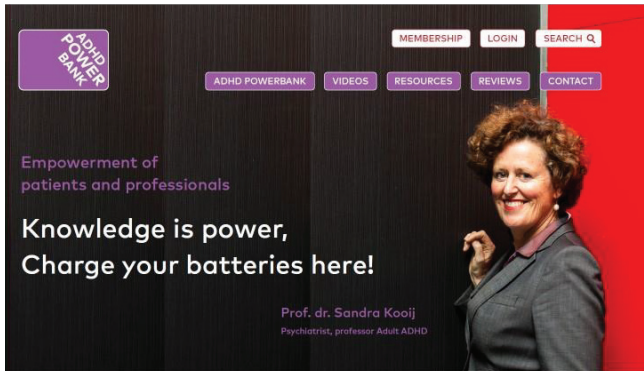 ADHD
POWER
BANK
MEMBERSHIP
LOGIN
SEARCH
ADHD POWERBANK
VIDEOS
RESOURCES
REVIEWS
CONTACT
Empowerment of
patients and professionals
Knowledge is power,
Charge your batteries here!
Prof. dr. Sandra Kooij
Psychiatrist, professor Adult ADHD